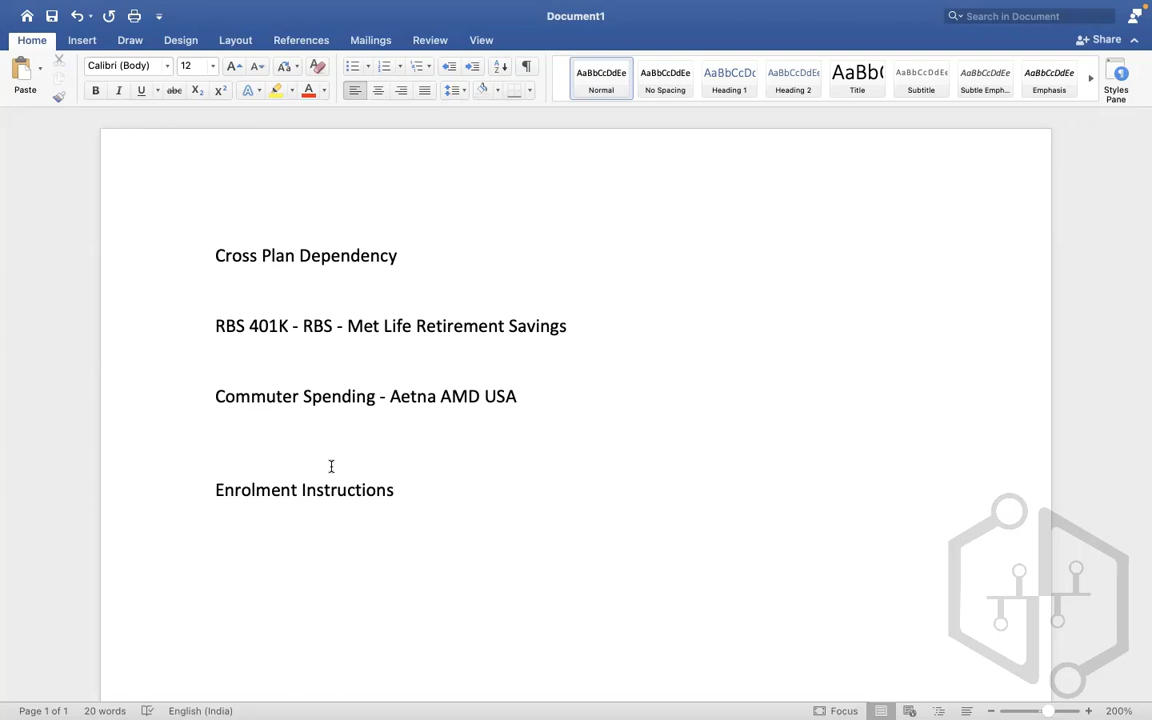 Document1
Search in Document
Home Insert Draw Design Layout References Mailings Review View
Share
Paste
Calibri (Body) 12
AaBbCcDdEe AaBbCcDdEe AaBbCcDc AaBbCcDdEe AaBb( AaBbCcDdEe AaBbCcDdEe AaBbCcDdEe
Normal No Spacing Heading 1 Heading 2 Title Subtitle Subtle Emph... Emphasis
Styles
Pane
Cross Plan Dependency
RBS 401K - RBS - Met Life Retirement Savings
Commuter Spending - Aetna AMD USA
Enrolment Instructions
Page 1 of 1 20 words English (India) Focus 200%